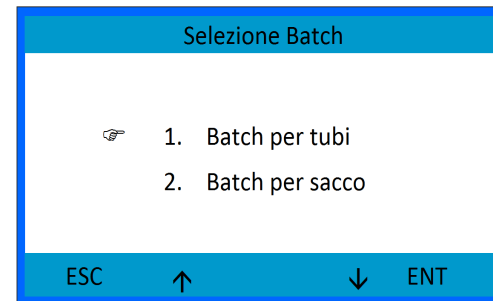 Selezione Batch
☞ 1. Batch per tubi
2. Batch per sacco
ESC ↑ ↓ ENT